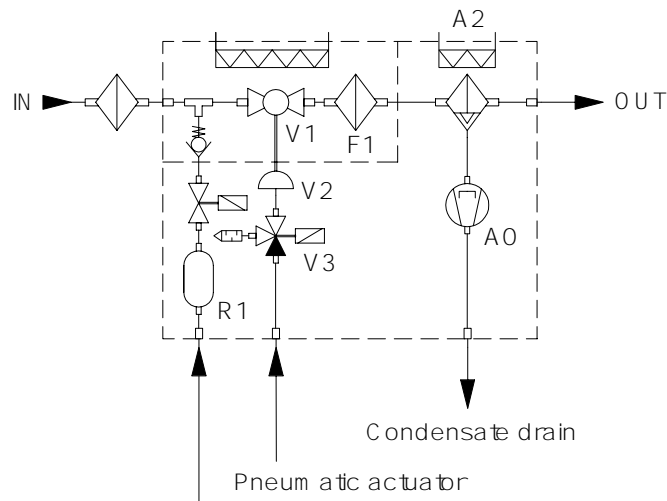 A2
IN
OUT
V1
F1
V2
A0
V3
R1
Condensate drain
Pneumatic actuator